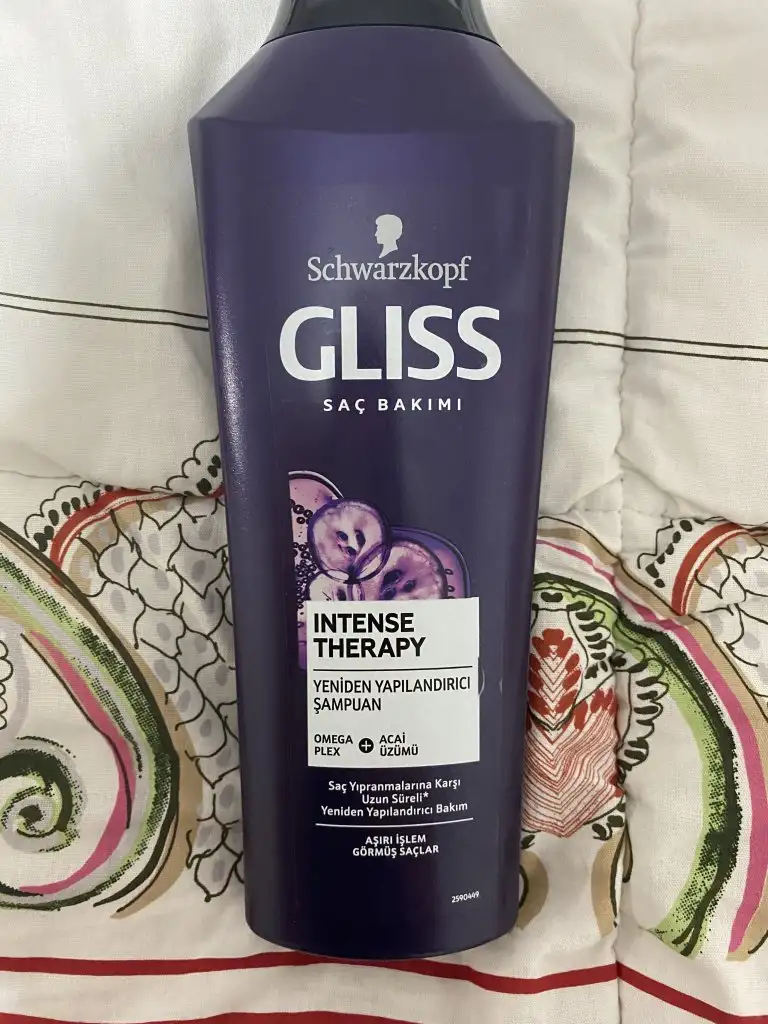 Schwarzkopf
GLISS
SAÇ BAKIMI
INTENSE
THERAPY
YENİDEN YAPILANDIRICI
ŞAMPUAN
OMEGA
PLEX + ACAİ
ÜZÜMÜ
Saç Yıpranmalarına Karşı
Uzun Süreli*
Yeniden Yapılandırıcı Bakım
AŞIRI İŞLEM
GÖRMÜŞ SAÇLAR
2590449